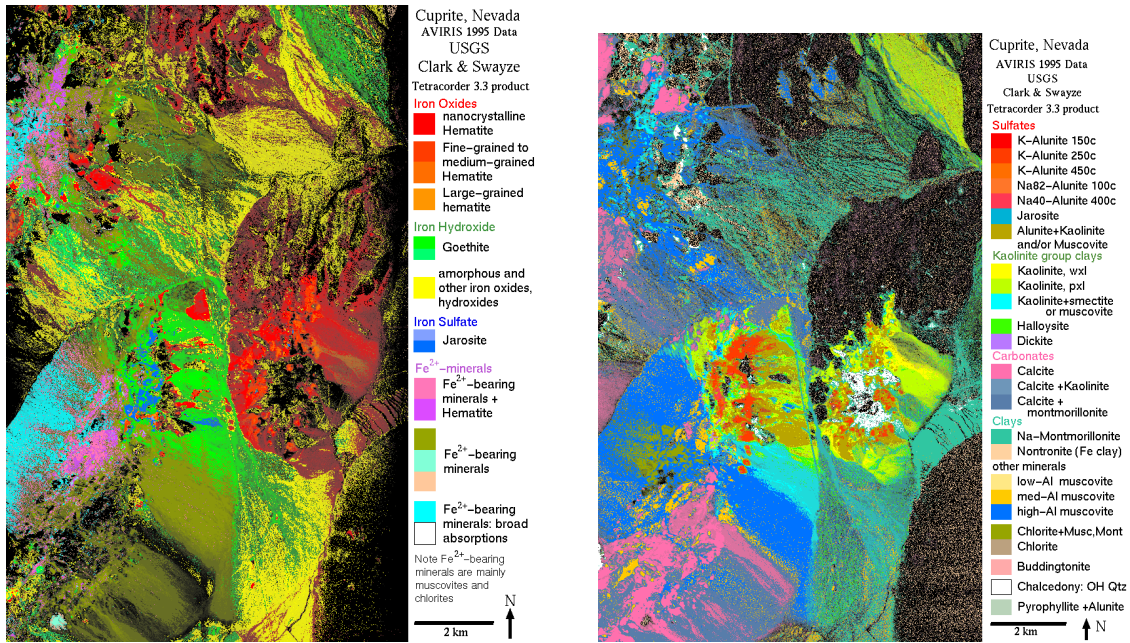 Cuprite, Nevada
AVIRIS 1995 Data
USGS
Clark & Swayze
Tetracorder 3.3 product
Iron Oxides
nanocrystalline
Hematite
Fine-grained to
medium-grained
Hematite
Large-grained
hematite
Iron Hydroxide
Goethite
amorphous and
other iron oxides,
hydroxides
Iron Sulfate
Jarosite
Fe2+-minerals
Fe2+-bearing
minerals +
Hematite
Fe2+-bearing
minerals
Fe2+-bearing
minerals: broad
absorptions
Note Fe2+-bearing
minerals are mainly
muscovites and
chlorites
N
2 km
Cuprite, Nevada
AVIRIS 1995 Data
USGS
Clark & Swayze
Tetracorder 3.3 product
Sulfates
K-Alunite 150c
K-Alunite 250c
K-Alunite 450c
Na82-Alunite 100c
Na40-Alunite 400c
Jarosite
Alunite+Kaolinite
and/or Muscovite
Kaolinite group clays
Kaolinite, wxl
Kaolinite, pxl
Kaolinite+smectite
or muscovite
Halloysite
Dickite
Carbonates
Calcite
Calcite +Kaolinite
Calcite +
montmorillonite
Clays
Na-Montmorillonite
Nontronite (Fe clay)
other minerals
low-Al muscovite
med-Al muscovite
high-Al muscovite
Chlorite+Musc,Mont
Chlorite
Buddingtonite
Chalcedony: OH Qtz
Pyrophyllite +Alunite
2 km
N